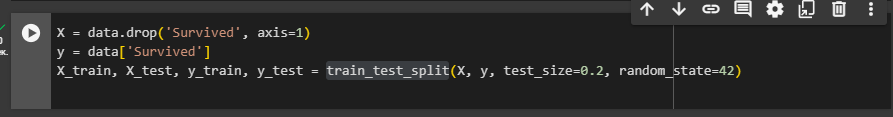 X = data.drop('Survived', axis=1)
y = data['Survived']
X_train, X_test, y_train, y_test = train_test_split(X, y, test_size=0.2, random_state=42)